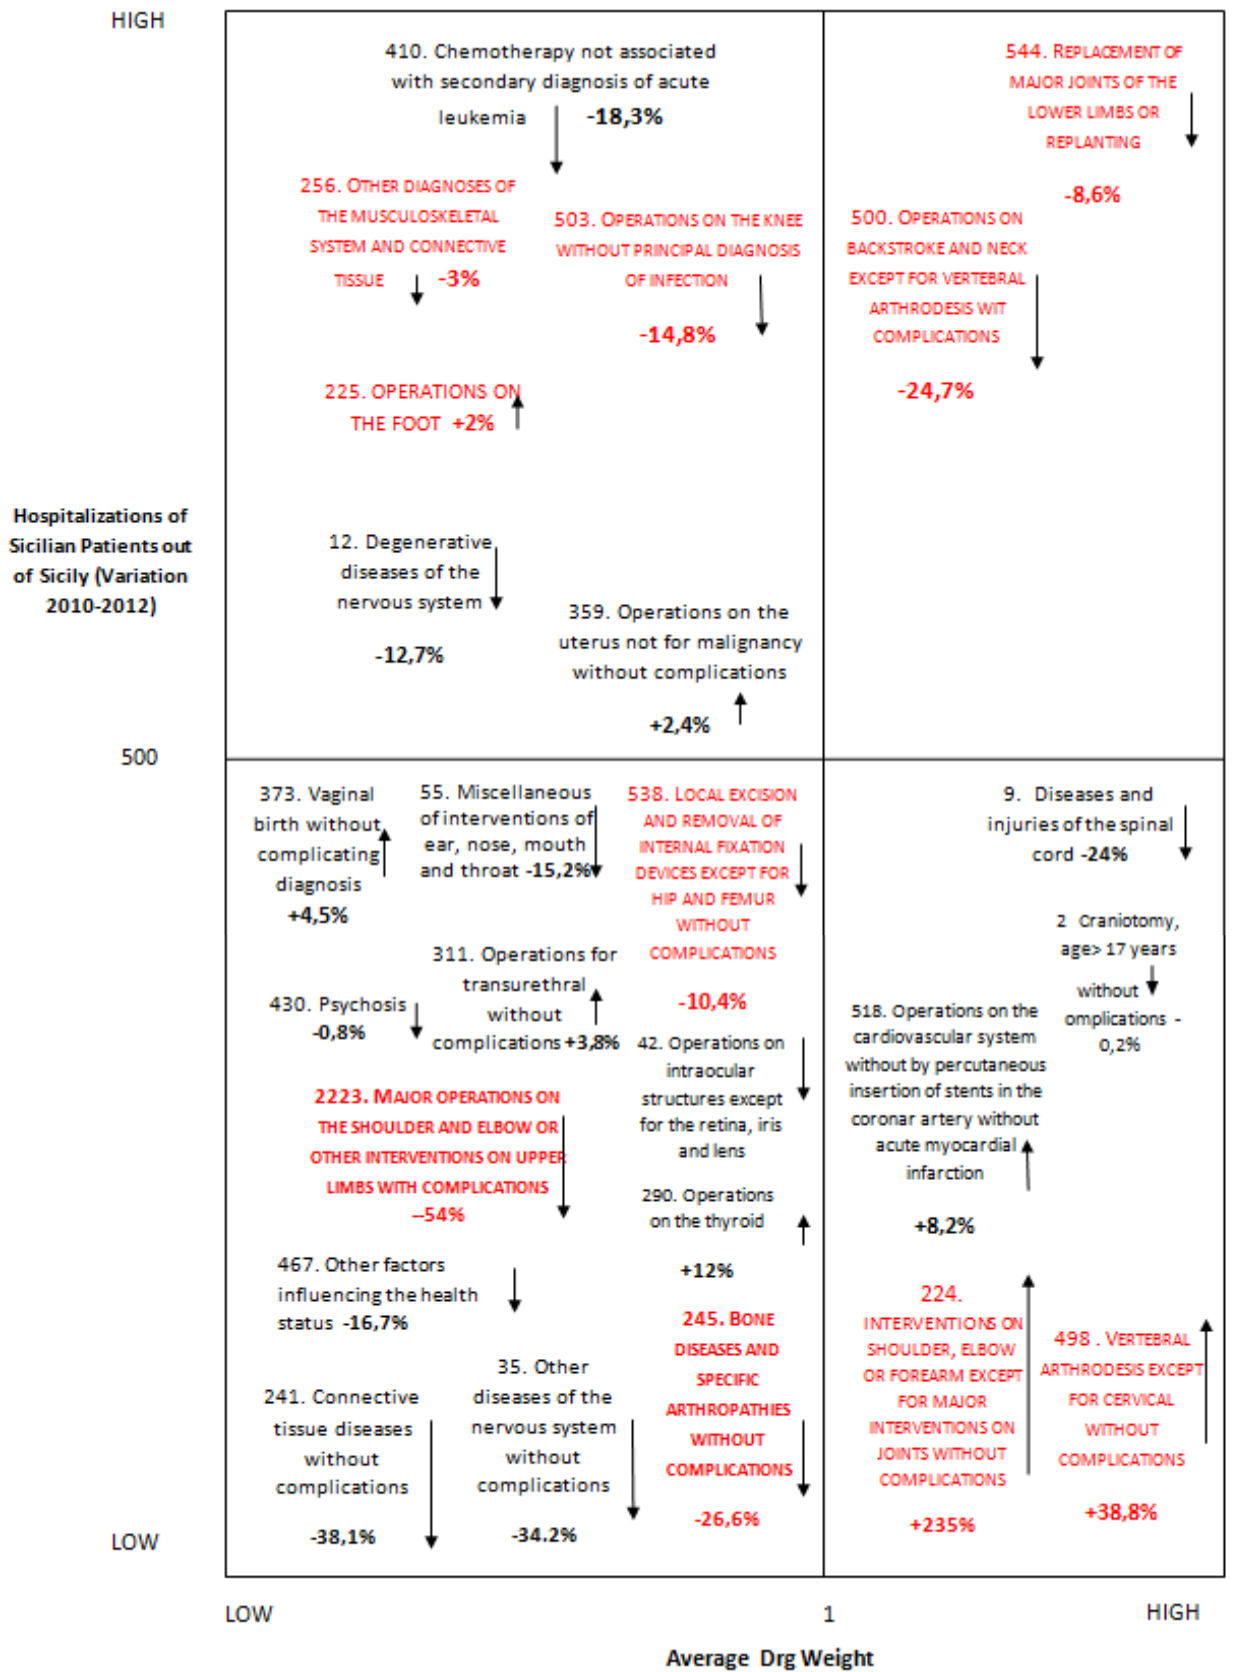 HIGH
410. Chemotherapy not associated
with secondary diagnosis of acute
leukemia -18,3%
544. REPLACEMENT OF
MAJOR JOINTS OF THE
LOWER LIMBS OR
REPLANTING
-8,6%
256. OTHER DIAGNOSES OF
THE MUSCULOSKELETAL
SYSTEM AND CONNECTIVE
TISSUE -3%
503. OPERATIONS ON THE KNEE
WITHOUT PRINCIPAL DIAGNOSIS
OF INFECTION
-14,8%
500. OPERATIONS ON
BACKSTROKE AND NECK
EXCEPT FOR VERTEBRAL
ARTHRODESIS WIT
COMPLICATIONS
-24,7%
225. OPERATIONS ON
THE FOOT +2%
Hospitalizations of
Sicilian Patients out
of Sicily (Variation
2010-2012)
12. Degenerative
diseases of the
nervous system
-12,7%
359. Operations on the
uterus not for malignancy
without complications
+2,4%
500
373. Vaginal
birth without
complicating
diagnosis
+4,5%
55. Miscellaneous
of interventions of
ear, nose, mouth
and throat -15,2%
538. LOCAL EXCISION
AND REMOVAL OF
INTERNAL FIXATION
DEVICES EXCEPT FOR
HIP AND FEMUR
WITHOUT
COMPLICATIONS
-10,4%
9. Diseases and
injuries of the spinal
cord -24%
2 Craniotomy,
age> 17 years
without
omplications -
0,2%
311. Operations for
transurethral
without
complications +3,8%
430. Psychosis
-0,8%
42. Operations on
intraocular
structures except
for the retina, iris
and lens
518. Operations on the
cardiovascular system
without by percutaneous
insertion of stents in the
coronar artery without
acute myocardial
infarction
+8,2%
2223. MAJOR OPERATIONS ON
THE SHOULDER AND ELBOW OR
OTHER INTERVENTIONS ON UPPER
LIMBS WITH COMPLICATIONS
--54%
290. Operations
on the thyroid
+12%
467. Other factors
influencing the health
status -16,7%
245. BONE
DISEASES AND
SPECIFIC
ARTHROPATHIES
WITHOUT
COMPLICATIONS
-26,6%
224.
INTERVENTIONS ON
SHOULDER, ELBOW
OR FOREARM EXCEPT
FOR MAJOR
INTERVENTIONS ON
JOINTS WITHOUT
COMPLICATIONS
+235%
498 . VERTEBRAL
ARTHRODESIS EXCEPT
FOR CERVICAL
WITHOUT
COMPLICATIONS
+38,8%
241. Connective
tissue diseases
without
complications
-38,1%
35. Other
diseases of the
nervous system
without
complications
-34.2%
LOW
LOW
1
HIGH
Average Drg Weight